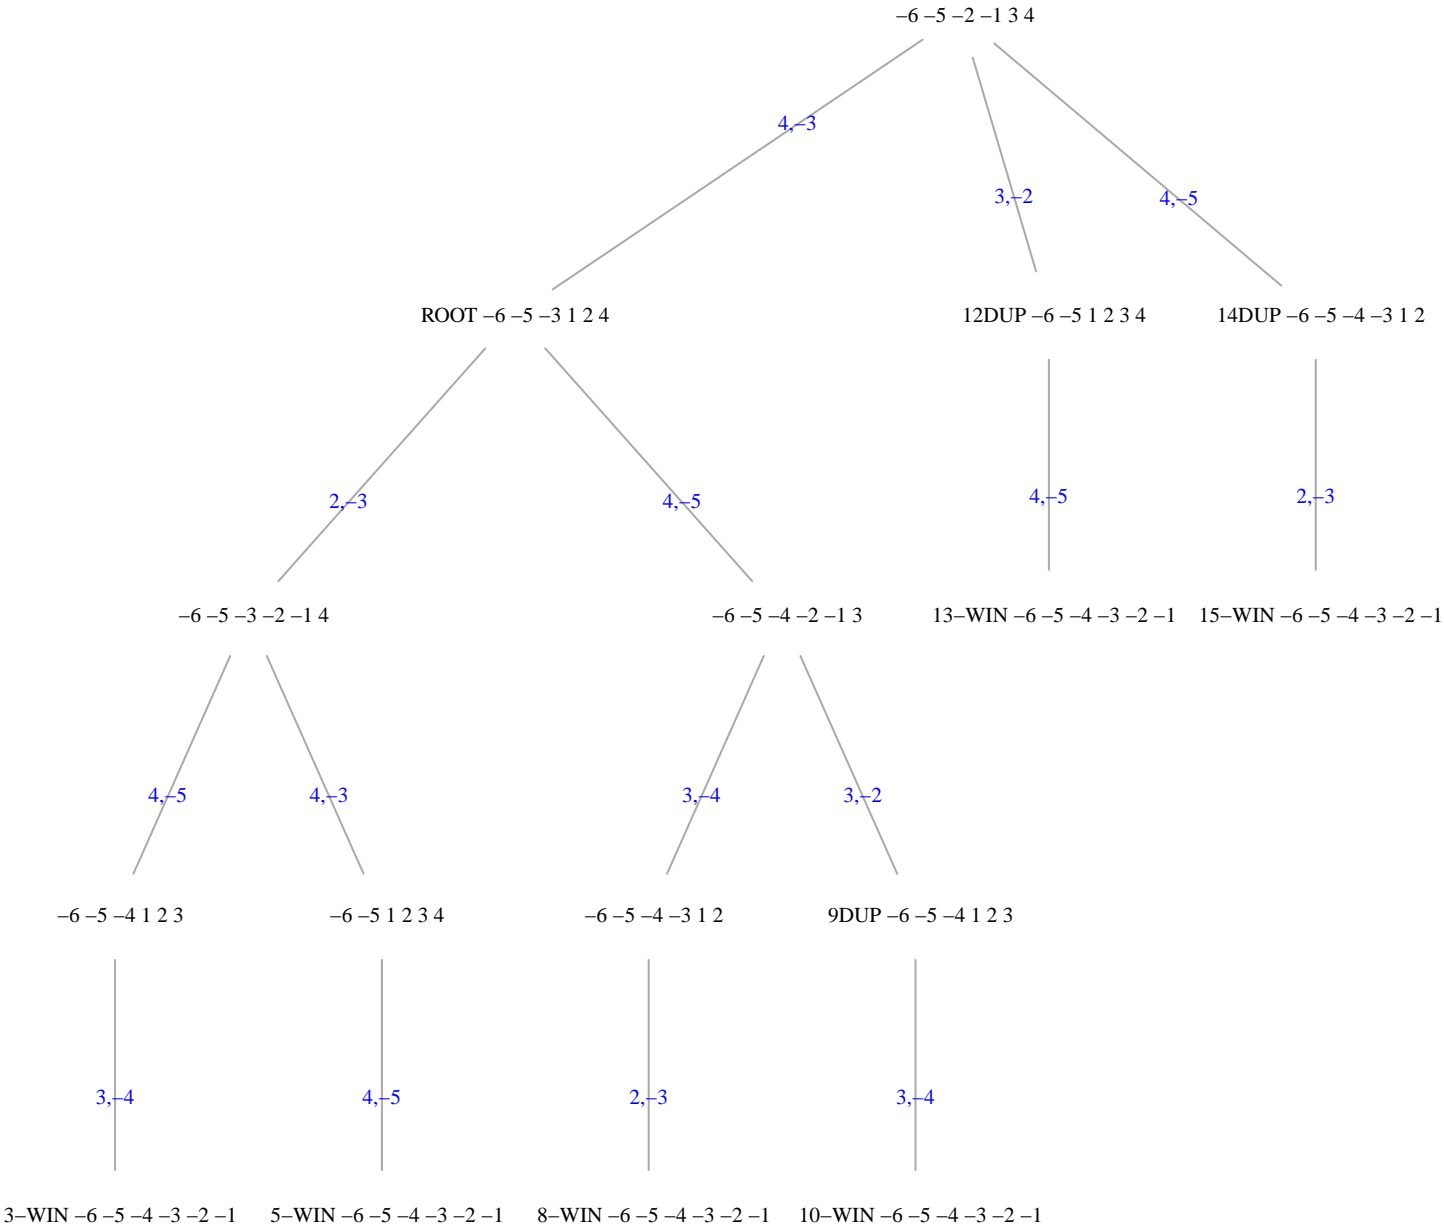 –6 –5 –2 –1 3 4
4,–3
3,–2
4,–5
ROOT –6 –5 –3 1 2 4
12DUP –6 –5 1 2 3 4
14DUP –6 –5 –4 –3 1 2
2,–3
4,–5
4,–5
2,–3
–6 –5 –3 –2 –1 4
–6 –5 –4 –2 –1 3
13–WIN –6 –5 –4 –3 –2 –1
15–WIN –6 –5 –4 –3 –2 –1
4,–5
4,–3
3,–4
3,–2
–6 –5 –4 1 2 3
–6 –5 1 2 3 4
–6 –5 –4 –3 1 2
9DUP –6 –5 –4 1 2 3
3,–4
4,–5
2,–3
3,–4
3–WIN –6 –5 –4 –3 –2 –1
5–WIN –6 –5 –4 –3 –2 –1
8–WIN –6 –5 –4 –3 –2 –1
10–WIN –6 –5 –4 –3 –2 –1